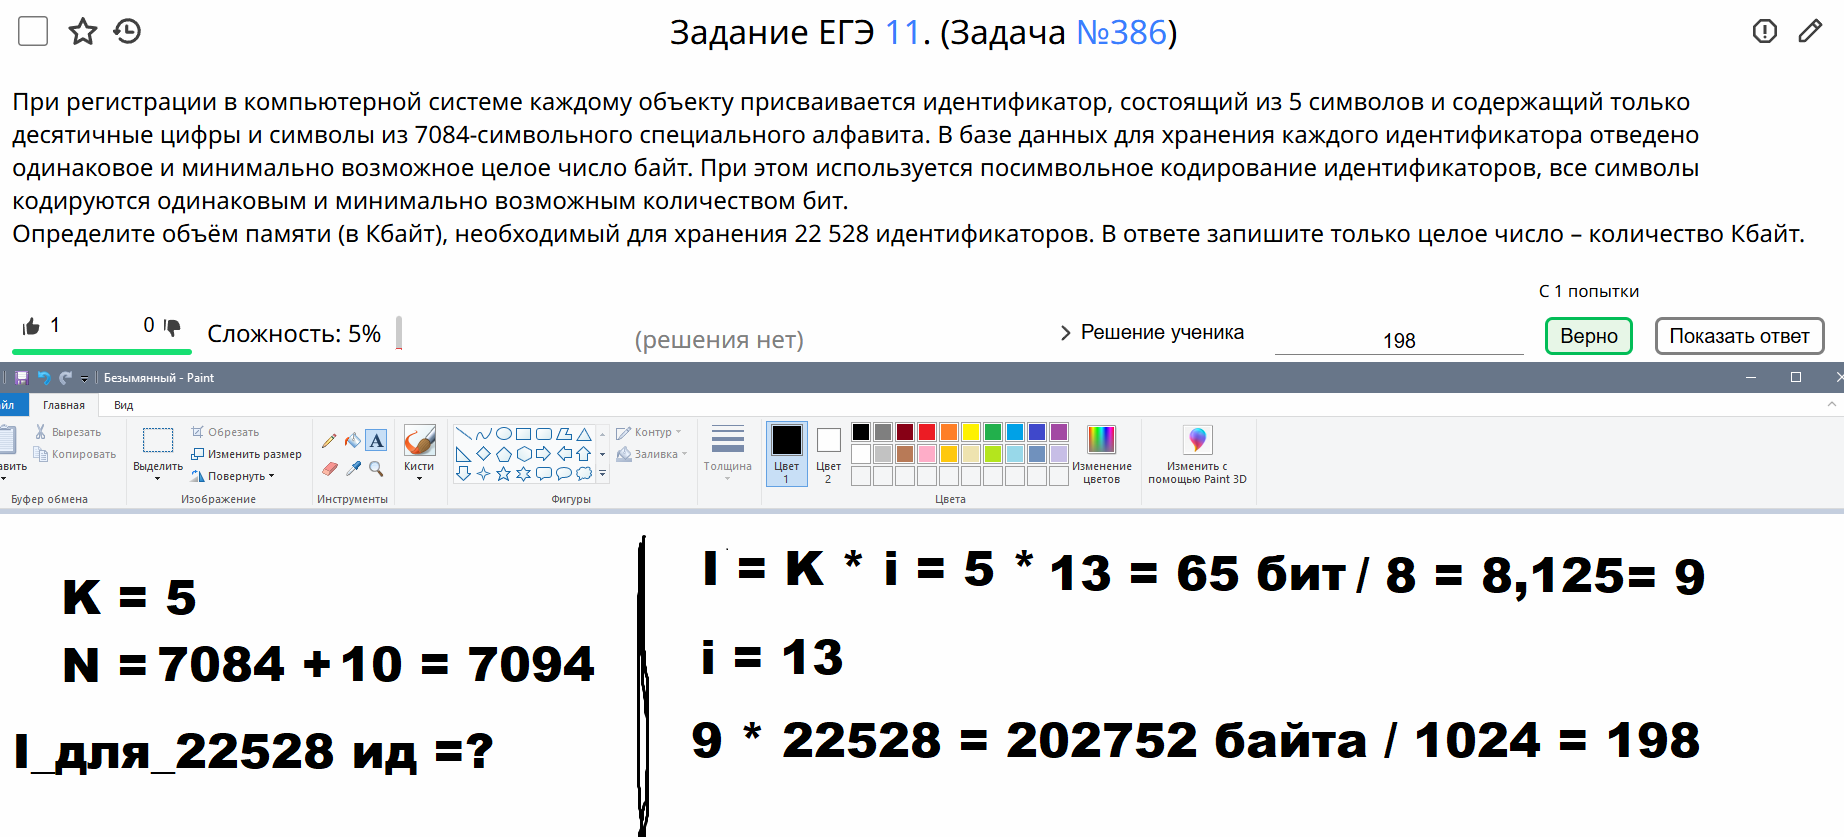 Задание ЕГЭ 11. (Задача №386)
При регистрации в компьютерной системе каждому объекту присваивается идентификатор, состоящий из 5 символов и содержащий только
десятичные цифры и символы из 7084-символьного специального алфавита. В базе данных для хранения каждого идентификатора отведено
одинаковое и минимально возможное целое число байт. При этом используется посимвольное кодирование идентификаторов, все символы
кодируются одинаковым и минимально возможным количеством бит.
Определите объём памяти (в Кбайт), необходимый для хранения 22 528 идентификаторов. В ответе запишите только целое число – количество Кбайт.
С 1 попытки
1 0 Сложность: 5% (решения нет) Решение ученика 198 Верно Показать ответ
Безымянный - Paint
йл Главная Вид
Вырезать Обрезать Контур
Копировать Изменить размер Заливка
авить Выделить Повернуть Кисти Толщина Цвет 1 Цвет 2 Изменение цветов Изменить с помощью Paint 3D
Буфер обмена Изображение Инструменты Фигуры Цвета
K = 5
N = 7084 + 10 = 7094
I_для_22528 ид =?
I = K * i = 5 * 13 = 65 бит / 8 = 8,125= 9
i = 13
9 * 22528 = 202752 байта / 1024 = 198